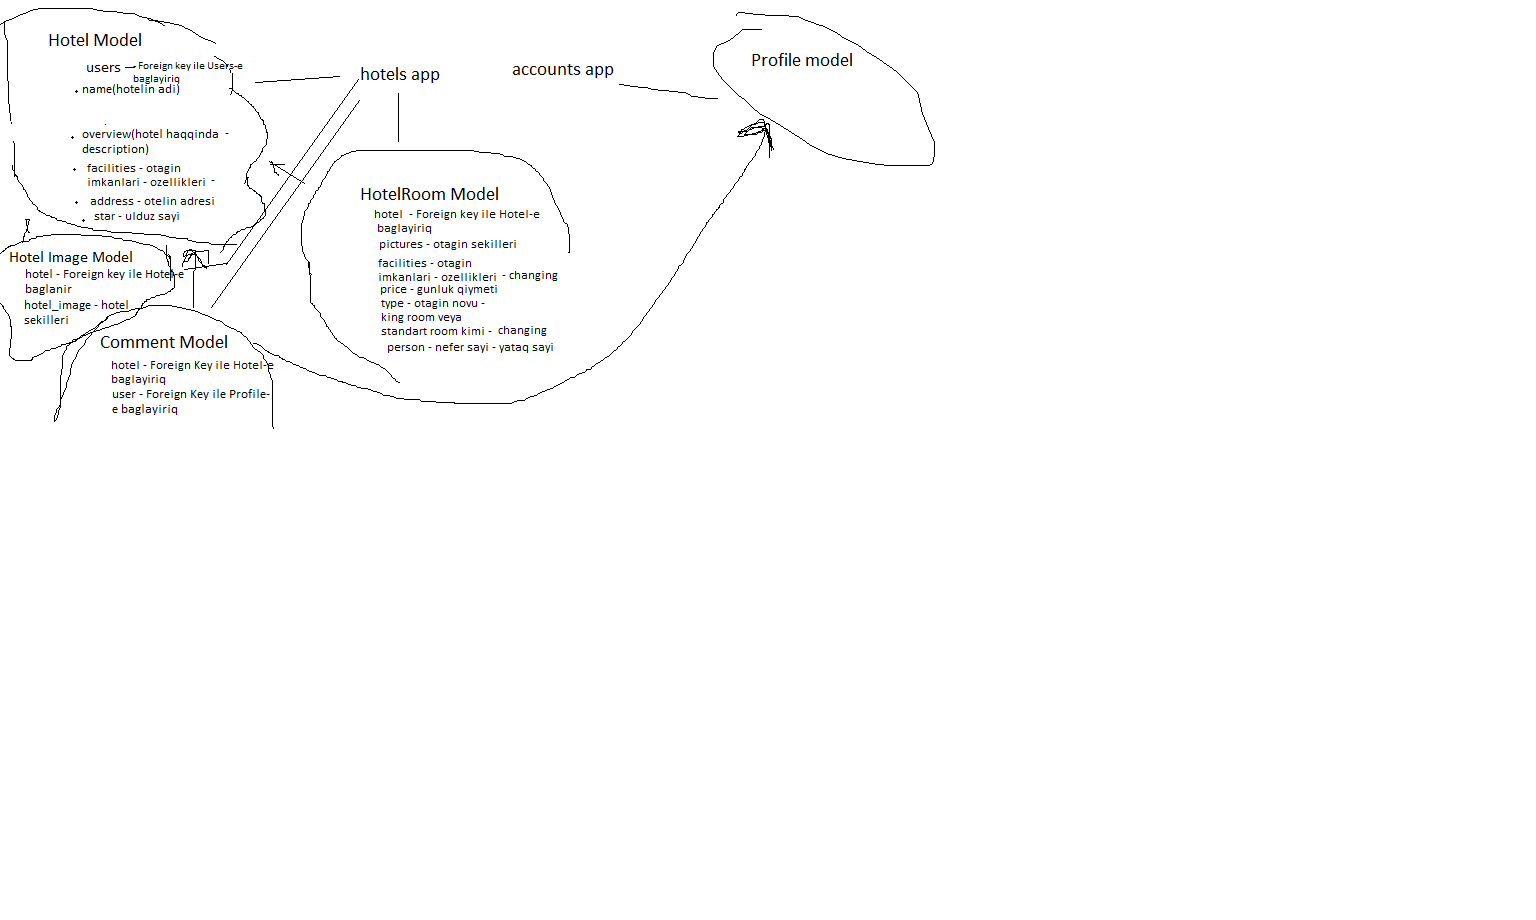 Hotel Model
users
Foreign key ile Users-e
baglayiriq
name(hotelin adi)
overview(hotel haqqinda -
description)
facilities - otagin
imkanlari - ozellikleri -
address - otelin adresi
star - ulduz sayi
hotels app
accounts app
Profile model
HotelRoom Model
hotel - Foreign key ile Hotel-e
baglayiriq
pictures - otagin sekilleri
facilities - otagin
imkanlari - ozellikleri - changing
price - gunluk qiymeti
type - otagin novu -
king room veya
standart room kimi - changing
person - nefer sayi - yataq sayi
Hotel Image Model
hotel - Foreign key ile Hotel-e
baglanir
hotel_image - hotel
sekilleri
Comment Model
hotel - Foreign Key ile Hotel-e
baglayiriq
user - Foreign Key ile Profile-
e baglayiriq